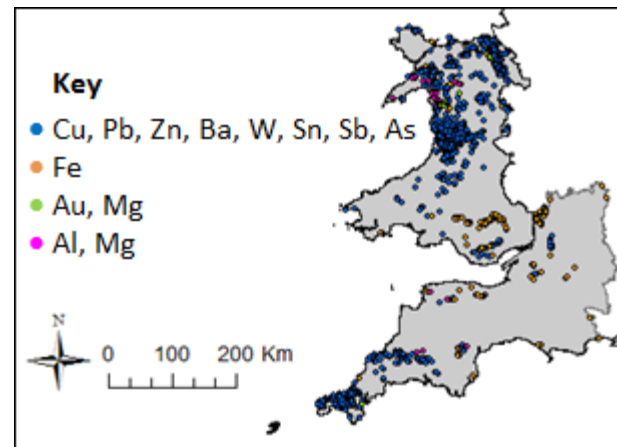 Key
Cu, Pb, Zn, Ba, W, Sn, Sb, As
Fe
Au, Mg
Al, Mg
N
0 100 200 Km